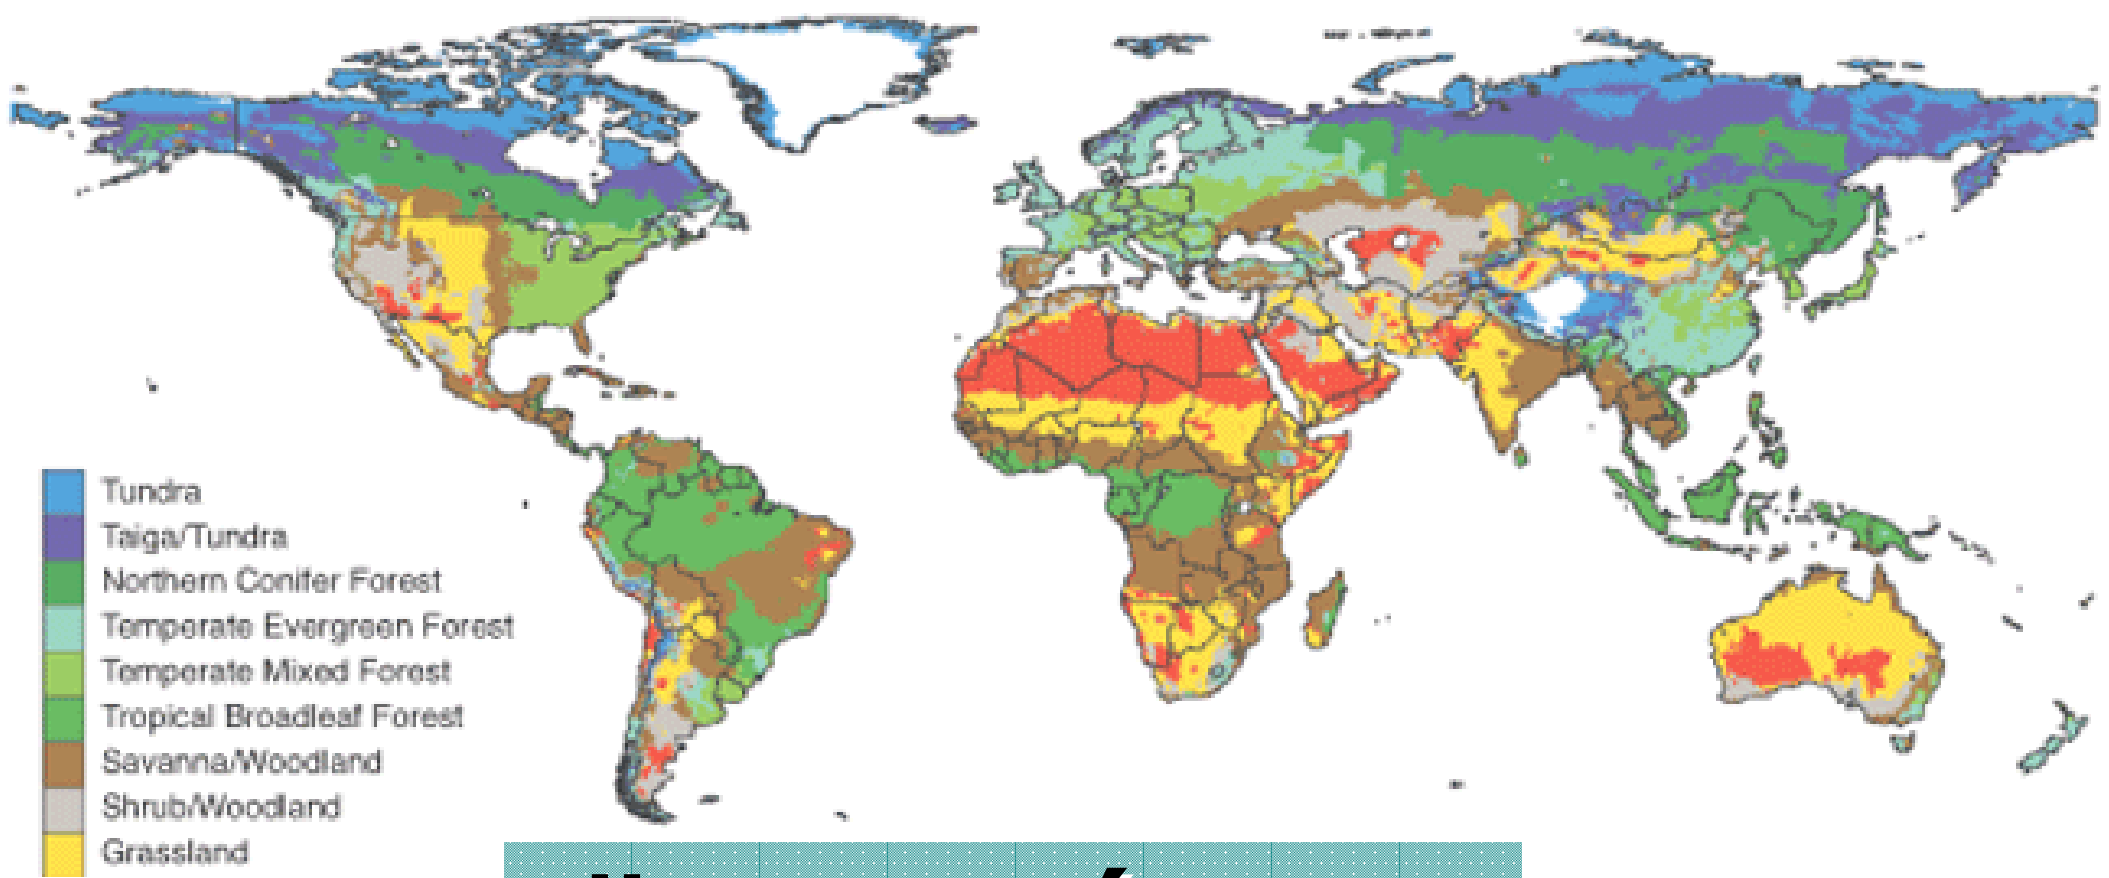 Tundra
Taiga/Tundra
Northern Conifer Forest
Temperate Evergreen Forest
Temperate Mixed Forest
Tropical Broadleaf Forest
Savanna/Woodland
Shrub/Woodland
Grassland